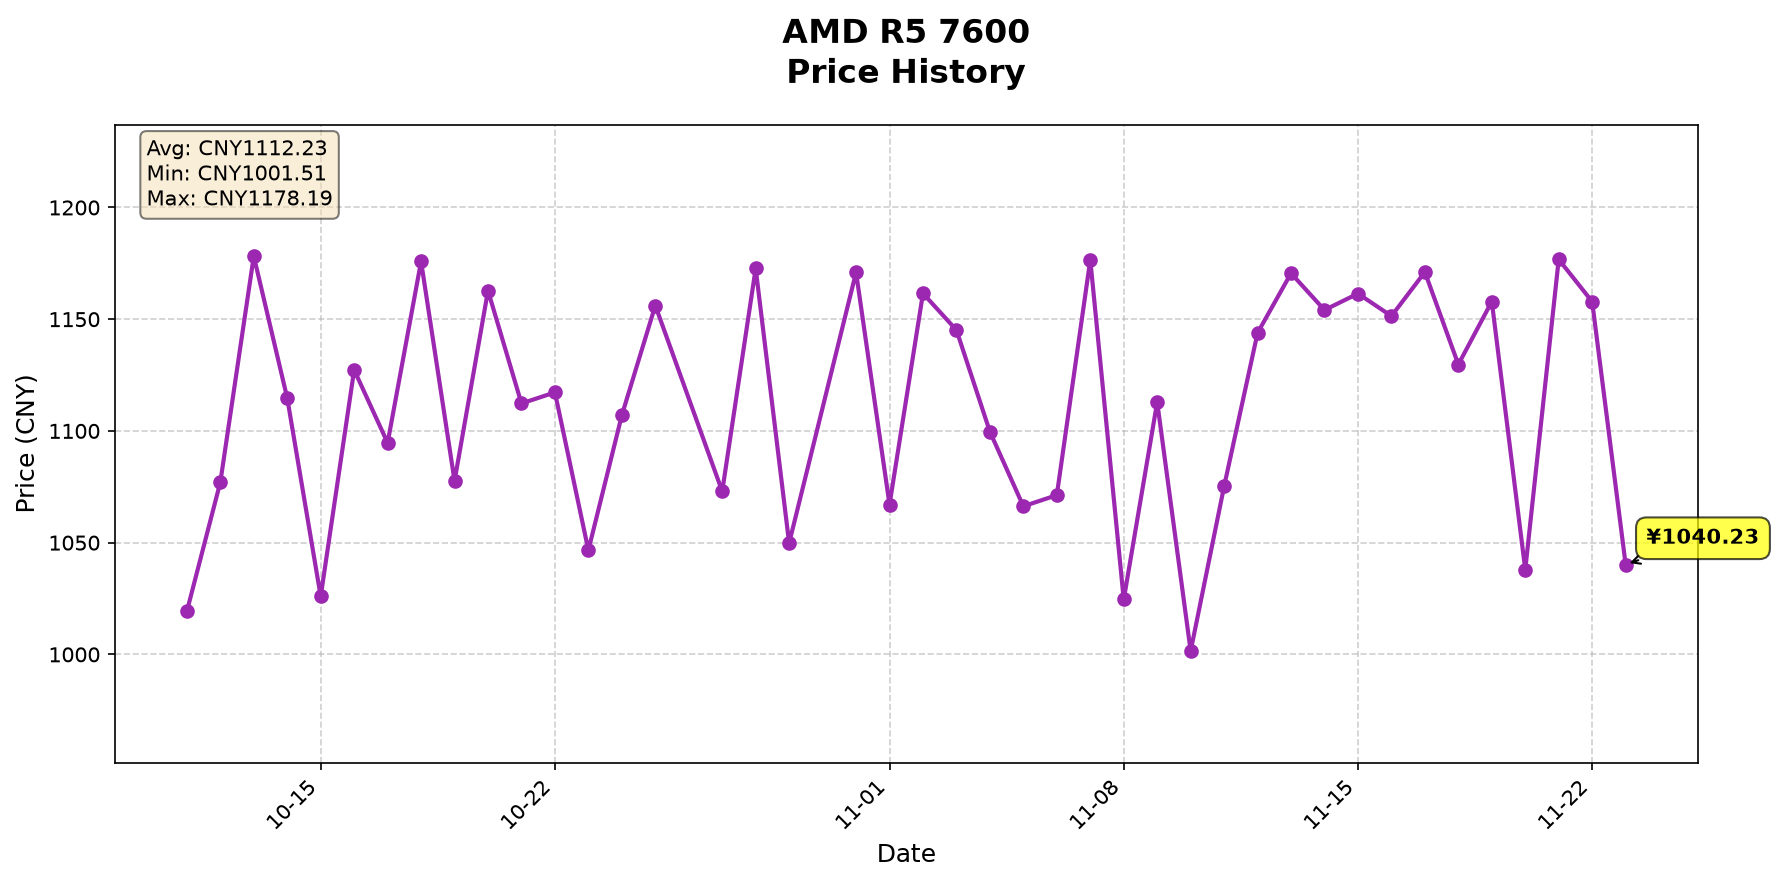 AMD R5 7600
Price History
Avg: CNY1112.23
Min: CNY1001.51
Max: CNY1178.19
Price (CNY)
1200
1150
1100
1050
1000
¥1040.23
10-15
10-22
11-01
11-08
11-15
11-22
Date